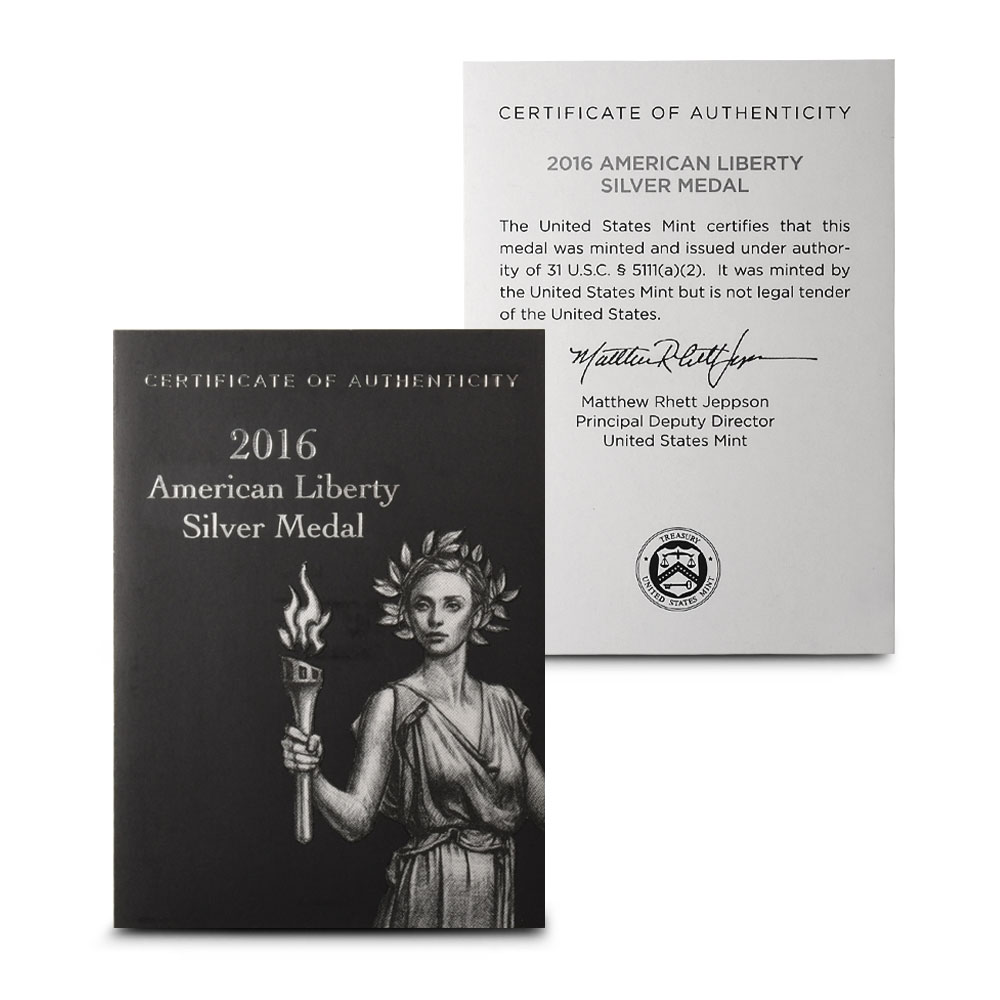 CERTIFICATE OF AUTHENTICITY
2016 AMERICAN LIBERTY
SILVER MEDAL
The United States Mint certifies that this
medal was minted and issued under author-
ity of 31 U.S.C. § 5111(a)(2). It was minted by
the United States Mint but is not legal tender
of the United States.
Matthew Rhett Jeppson
Matthew Rhett Jeppson
Principal Deputy Director
United States Mint
TREASURY
UNITED STATES MINT
CERTIFICATE OF AUTHENTICITY
2016
American Liberty
Silver Medal